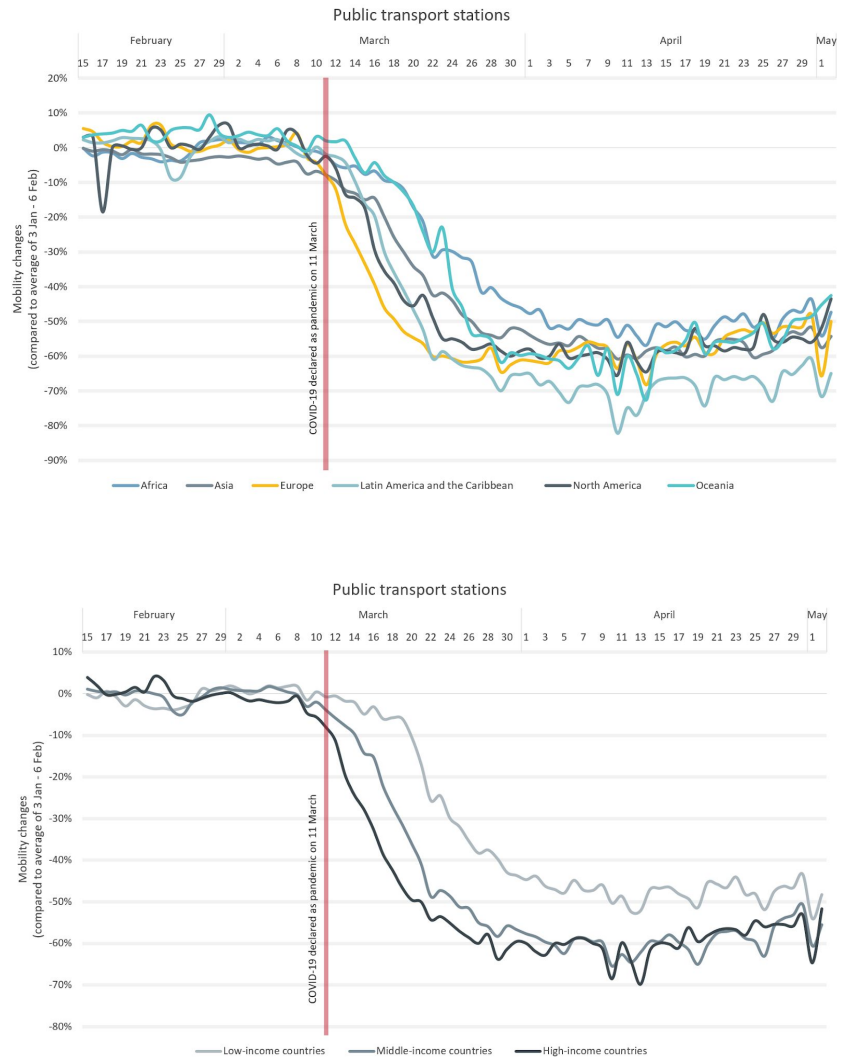 Public transport stations
February March April May
15 17 19 21 23 25 27 29 2 4 6 8 10 12 14 16 18 20 22 24 26 28 30 1 3 5 7 9 11 13 15 17 19 21 23 25 27 29 1
20%
10%
0%
-10%
-20%
-30%
-40%
-50%
-60%
-70%
-80%
-90%
Mobility changes
(compared to average of 3 Jan - 6 Feb)
COVID-19 declared as pandemic on 11 March
Africa Asia Europe Latin America and the Caribbean North America Oceania
Public transport stations
February March April May
15 17 19 21 23 25 27 29 2 4 6 8 10 12 14 16 18 20 22 24 26 28 30 1 3 5 7 9 11 13 15 17 19 21 23 25 27 29 1
10%
0%
-10%
-20%
-30%
-40%
-50%
-60%
-70%
-80%
Mobility changes
(compared to average of 3 Jan - 6 Feb)
COVID-19 declared as pandemic on 11 March
Low-income countries Middle-income countries High-income countries